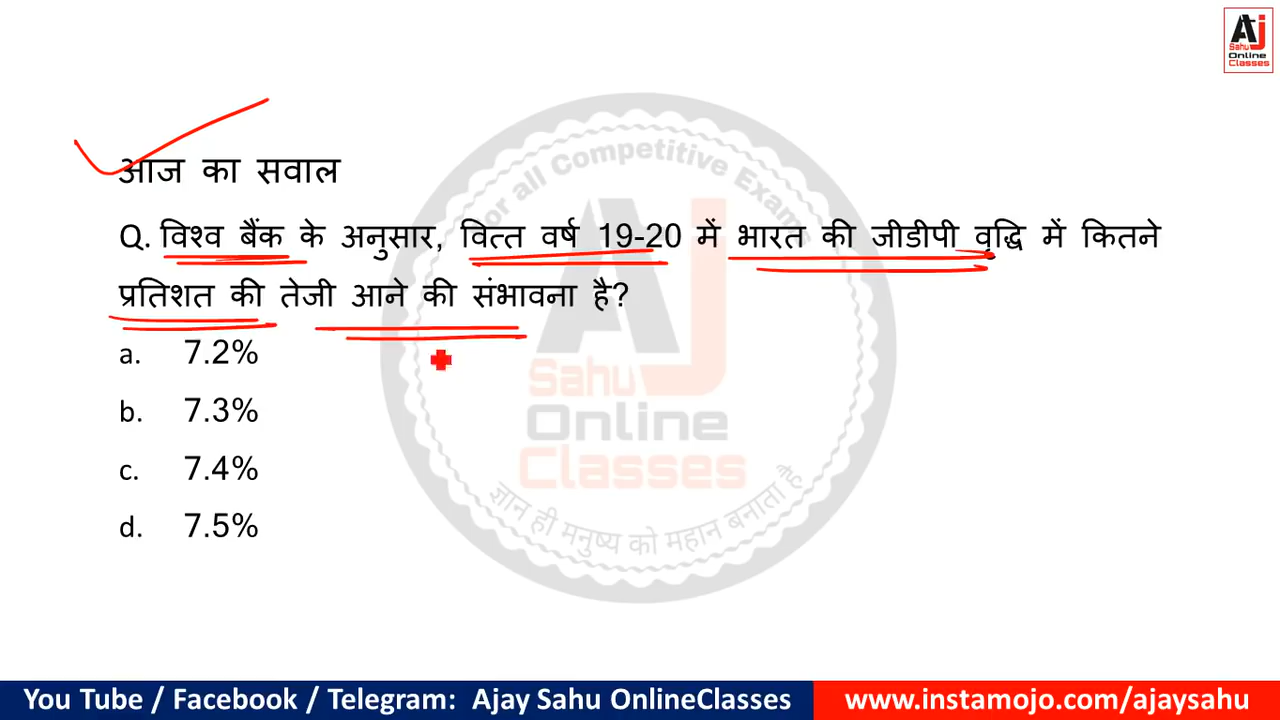 AJ
Sahu
Online
Classes
आज का सवाल
Q. विश्व बैंक के अनुसार, वित्त वर्ष 19-20 में भारत की जीडीपी वृद्धि में कितने
प्रतिशत की तेजी आने की संभावना है?
a. 7.2%
b. 7.3%
c. 7.4%
d. 7.5%
For all Competitive Exams
AJ
Sahu
Online
Classes
ज्ञान ही मनुष्य को महान बनाता है
You Tube / Facebook / Telegram: Ajay Sahu OnlineClasses
www.instamojo.com/ajaysahu